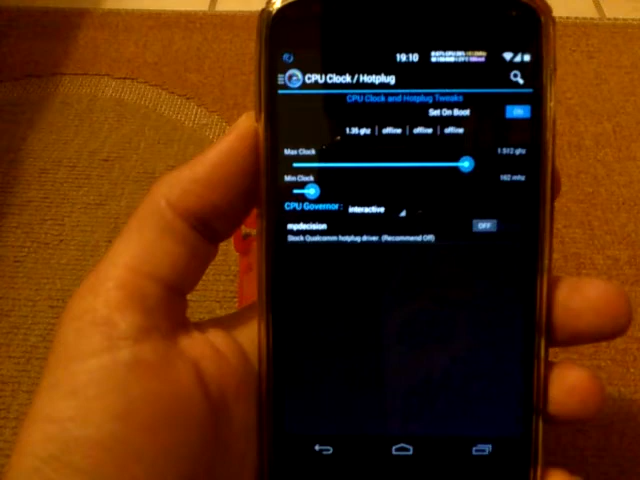 19:10
CPU Clock / Hotplug
CPU Clock and Hotplug Tweaks
Set On Boot ON
1.35 ghz | offline | offline | offline
Max Clock 1.512 ghz
Min Clock 102 mhz
CPU Governor: interactive
mpdecision OFF
Stock Qualcomm hotplug driver (Recommend Off)